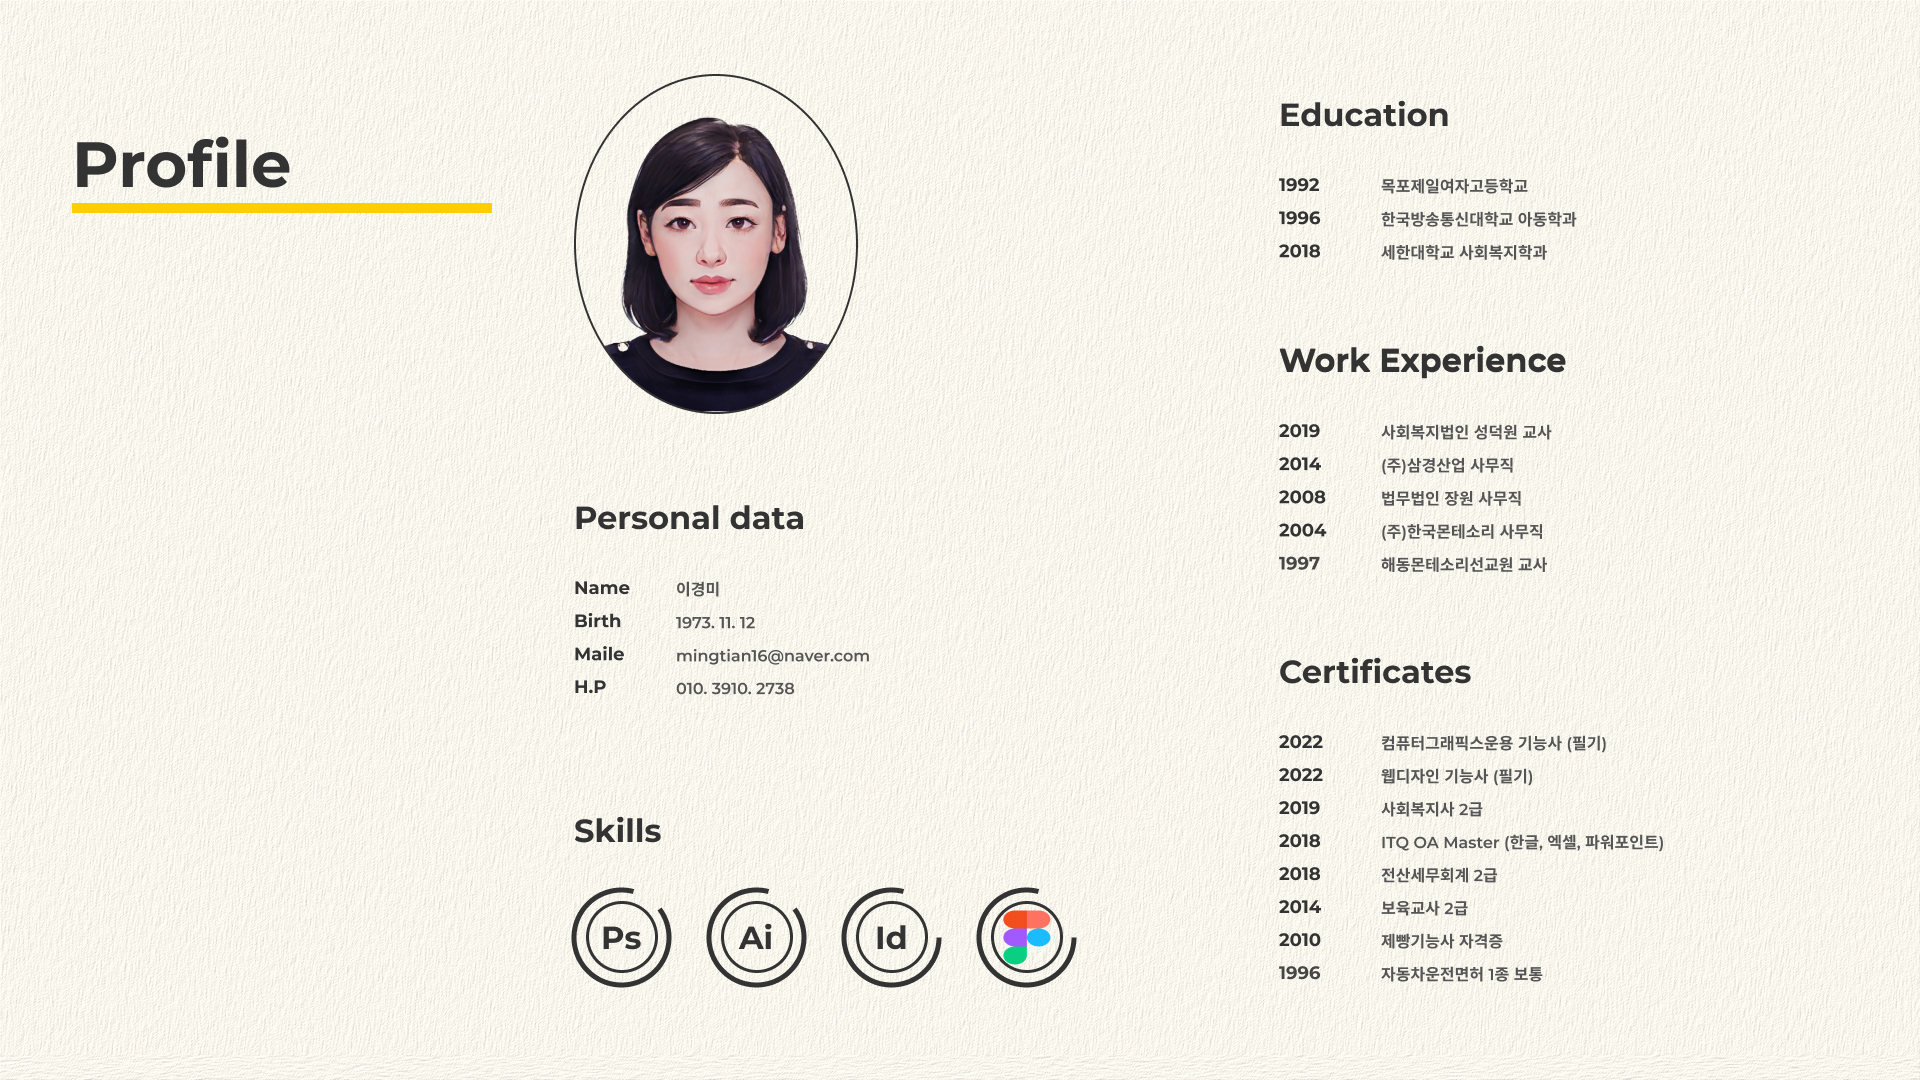 Profile
Personal data
Name 이경미
Birth 1973. 11. 12
Maile mingtian16@naver.com
H.P 010. 3910. 2738
Skills
Ps Ai Id
Education
1992 목포제일여자고등학교
1996 한국방송통신대학교 아동학과
2018 세한대학교 사회복지학과
Work Experience
2019 사회복지법인 성덕원 교사
2014 (주)삼경산업 사무직
2008 법무법인 장원 사무직
2004 (주)한국몬테소리 사무직
1997 해동몬테소리선교원 교사
Certificates
2022 컴퓨터그래픽스운용 기능사 (필기)
2022 웹디자인 기능사 (필기)
2019 사회복지사 2급
2018 ITQ OA Master (한글, 엑셀, 파워포인트)
2018 전산세무회계 2급
2014 보육교사 2급
2010 제빵기능사 자격증
1996 자동차운전면허 1종 보통